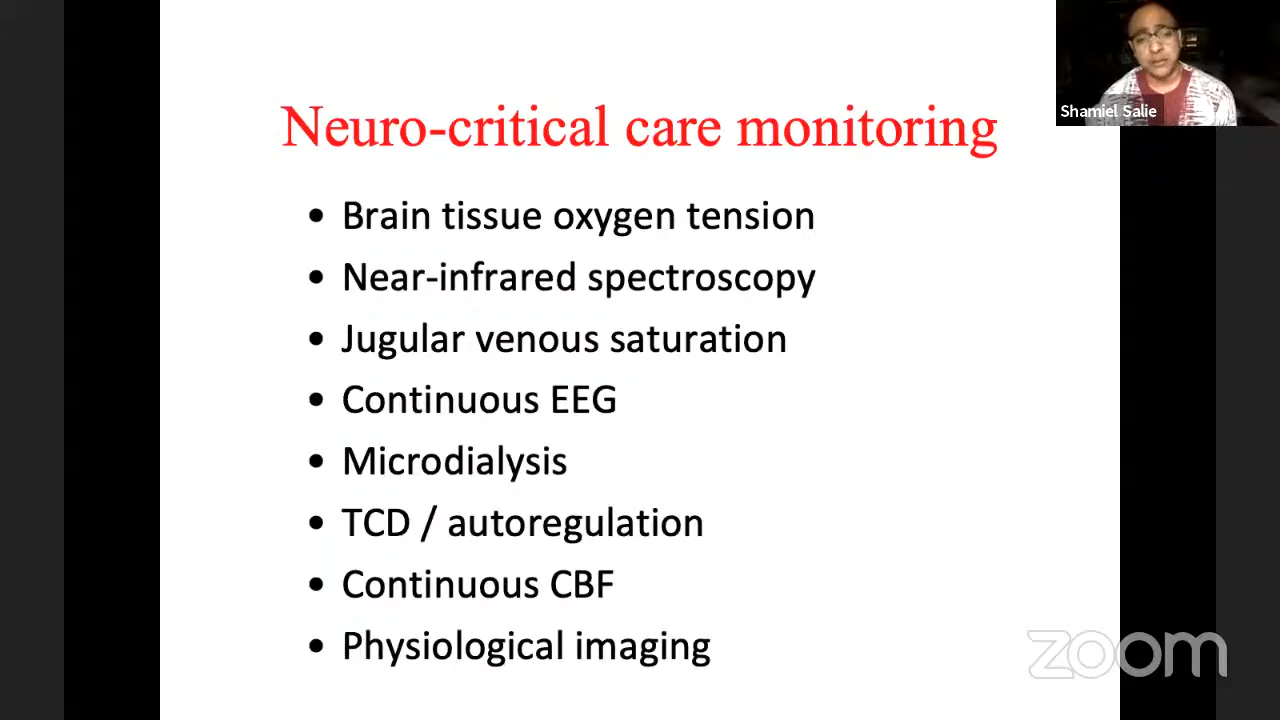 Neuro-critical care monitoring
• Brain tissue oxygen tension
• Near-infrared spectroscopy
• Jugular venous saturation
• Continuous EEG
• Microdialysis
• TCD / autoregulation
• Continuous CBF
• Physiological imaging
Shamiel Salie
zoom